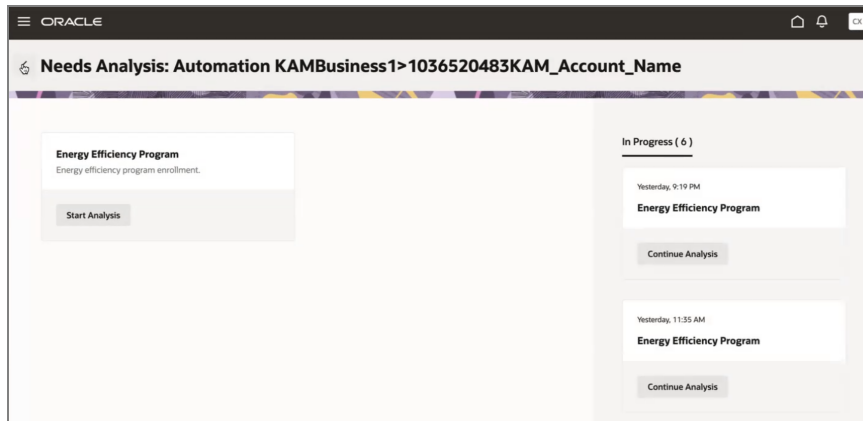 ORACLE
CX
Needs Analysis: Automation KAMBusiness1>1036520483KAM_Account_Name
Energy Efficiency Program
Energy efficiency program enrollment.
Start Analysis
In Progress ( 6 )
Yesterday, 9:19 PM
Energy Efficiency Program
Continue Analysis
Yesterday, 11:35 AM
Energy Efficiency Program
Continue Analysis